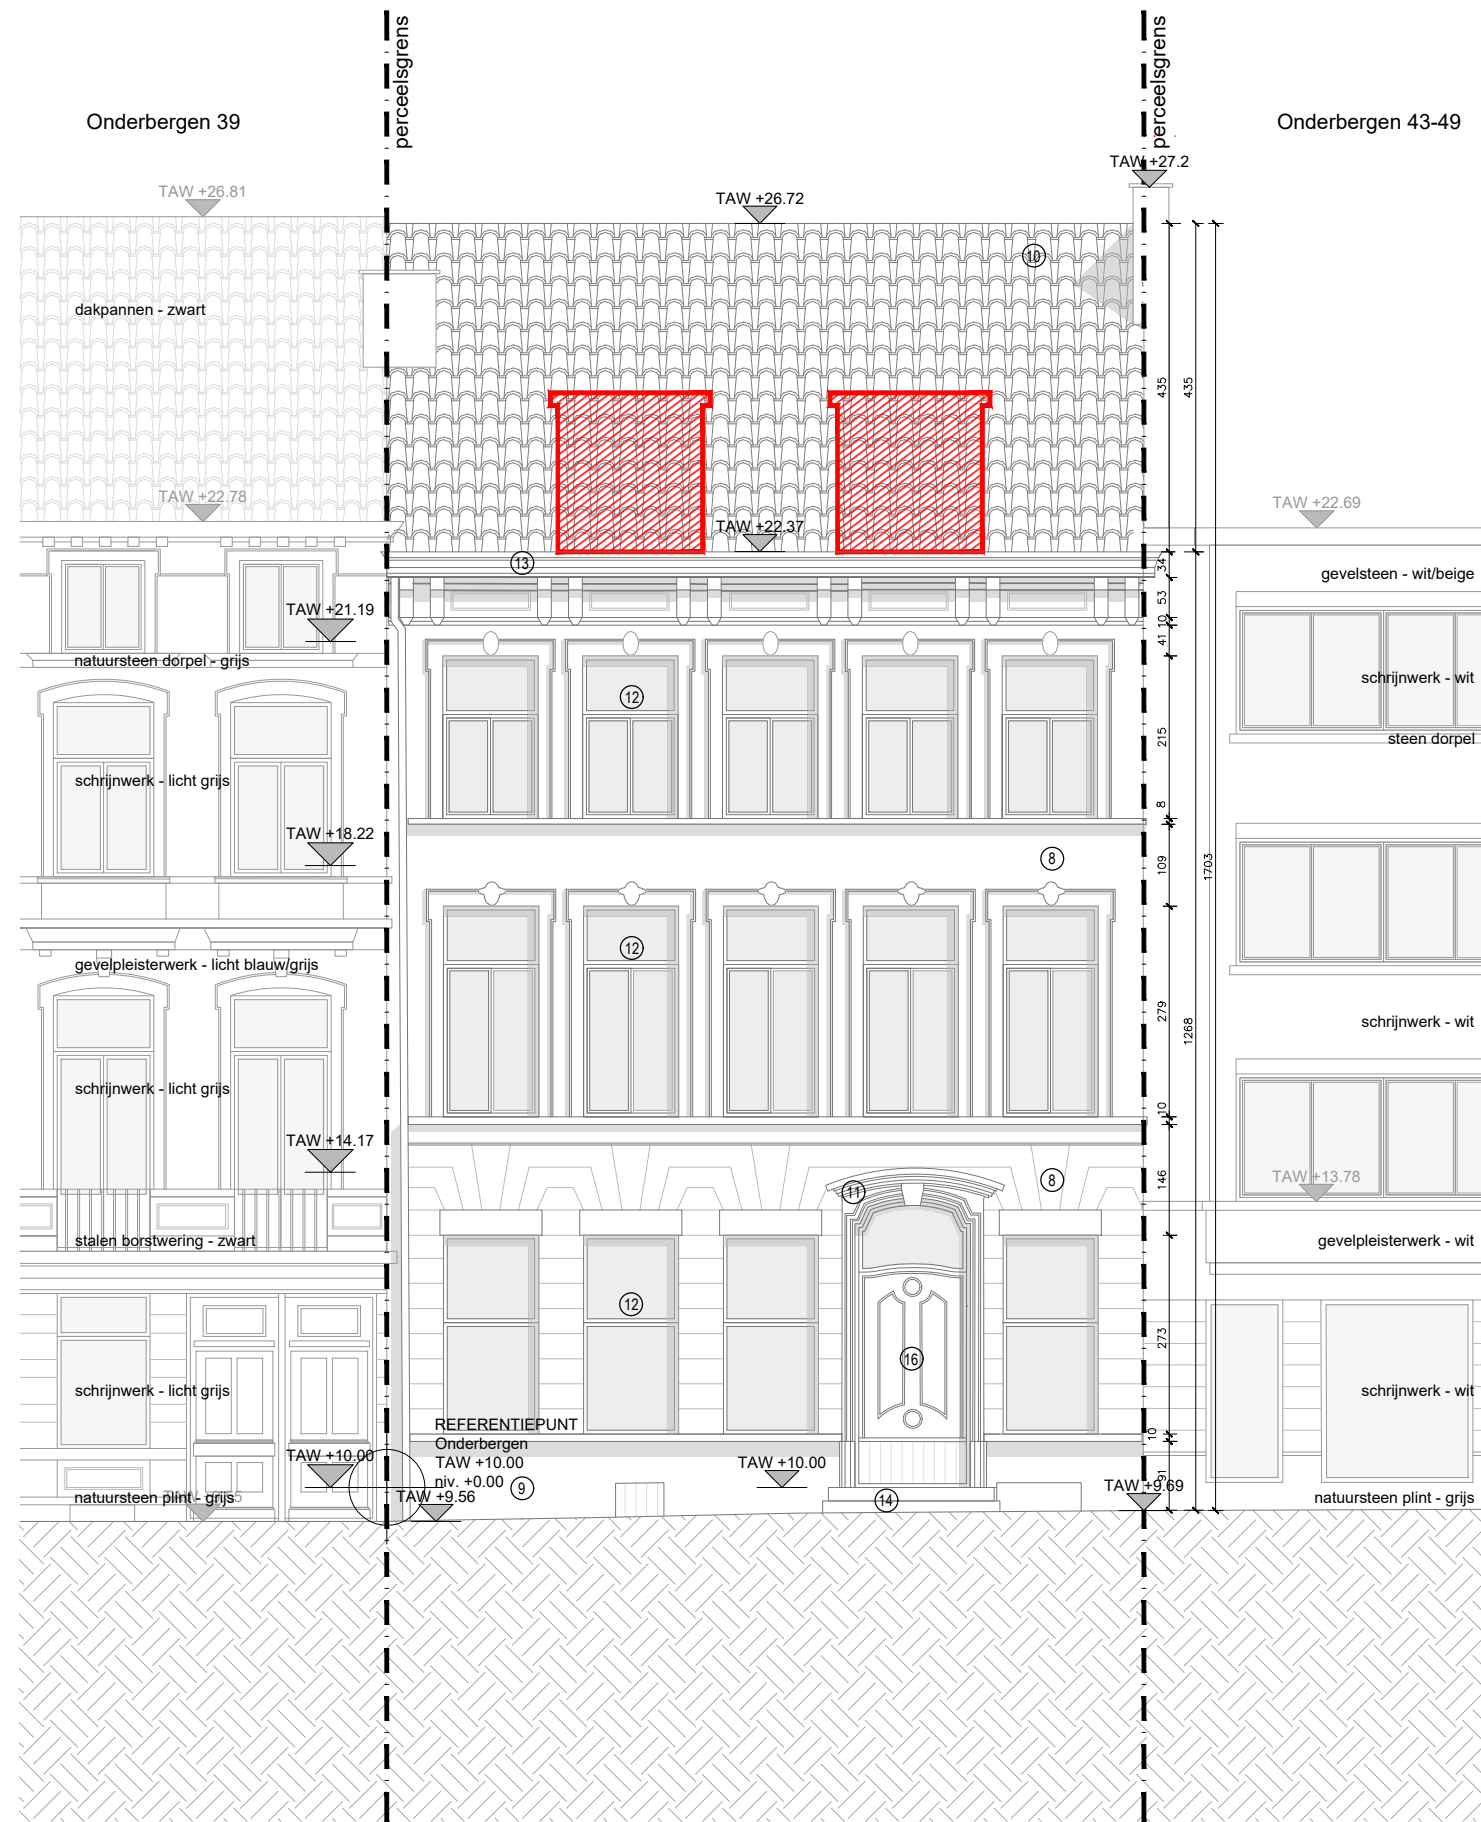 perceelsgrens
perceelsgrens
Onderbergen 39
Onderbergen 43-49
TAW +27.2
TAW +26.81
TAW +26.72
10
dakpannen - zwart
435
435
TAW +22.78
TAW +22.69
TAW +22.37
13
34
gevelsteen - wit/beige
53
TAW +21.19
10
41
natuursteen dorpel - grijs
schrijnwerk - wit
12
215
steen dorpel
schrijnwerk - licht grijs
8
TAW +18.22
8
109
1703
12
gevelpleisterwerk - licht blauw/grijs
279
schrijnwerk - wit
1268
schrijnwerk - licht grijs
10
TAW +14.17
8
146
TAW +13.78
11
stalen borstwering - zwart
gevelpleisterwerk - wit
12
273
16
schrijnwerk - licht grijs
schrijnwerk - wit
REFERENTIEPUNT
Onderbergen
TAW +10.00
niv. +0.00
10
TAW +10.00
TAW +10.00
91
9
TAW +9.56
TAW +9.69
14
natuursteen plint - grijs
natuursteen plint - grijs